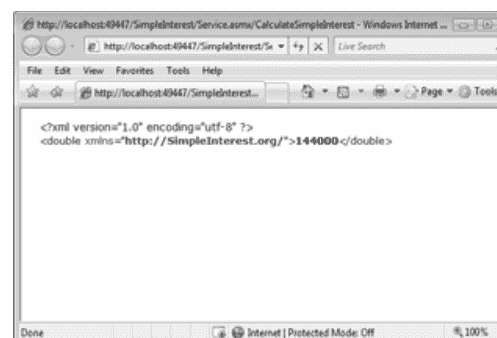 http://localhost:49447/SimpleInterest/Service.asmx/CalculateSimpleInterest - Windows Internet ...
http://localhost:49447/SimpleInterest/Se Live Search
File Edit View Favorites Tools Help
http://localhost:49447/SimpleInterest... Page Tools
<?xml version="1.0" encoding="utf-8" ?>
<double xmlns="http://SimpleInterest.org/">144000</double>
Done Internet | Protected Mode: Off 100%